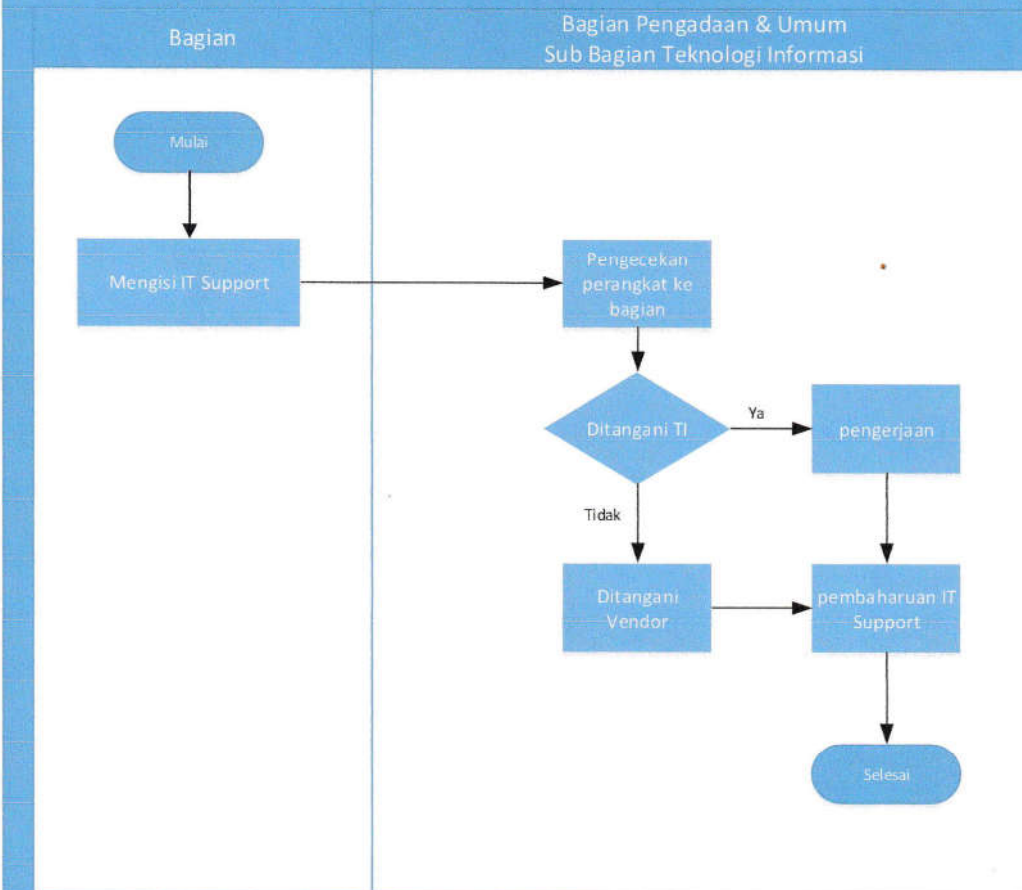 Bagian
Bagian Pengadaan & Umum
Sub Bagian Teknologi Informasi
Mulai
Mengisi IT Support
Pengecekan
perangkat ke
bagian
Ditangani TI
Ya
pengerjaan
Tidak
Ditangani
Vendor
pembaharuan IT
Support
Selesai